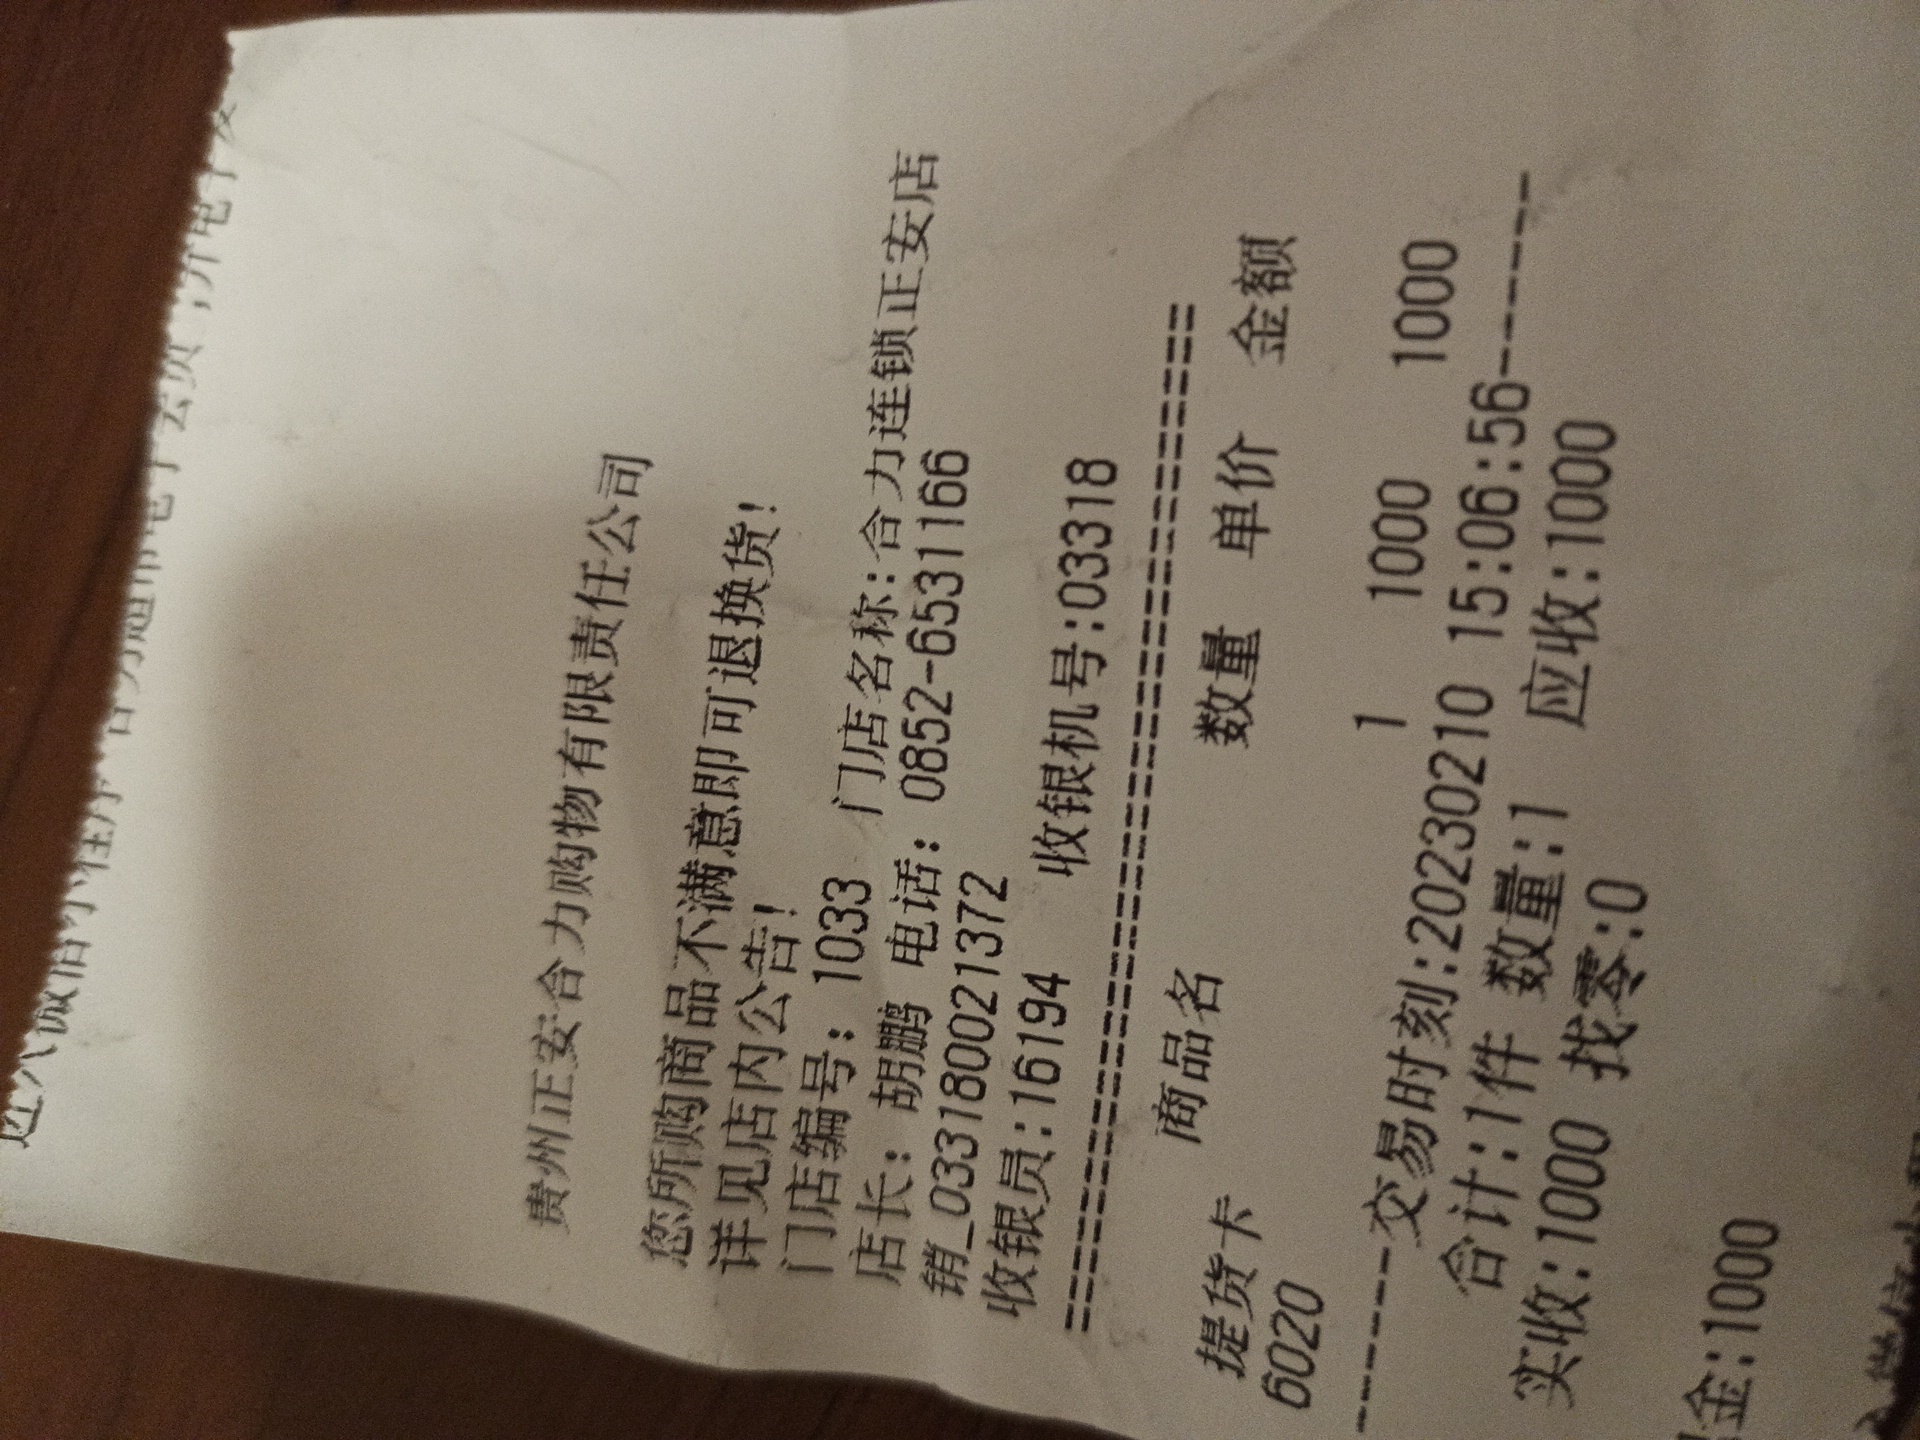 贵州正安合力购物有限责任公司
您所购商品不满意即可退换货!
详见店内公告!
门店编号: 1033 门店名称:合力连锁正安店
店长: 胡鹏 电话: 0852-6531166
销_033180021372
收银员:16194 收银机号:03318
商品名 数量 单价 金额
提货卡
6020 1 1000 1000
-----交易时刻:20230210 15:06:56------
合计:1件 数量:1 应收:1000
实收:1000 找零:0
金:1000